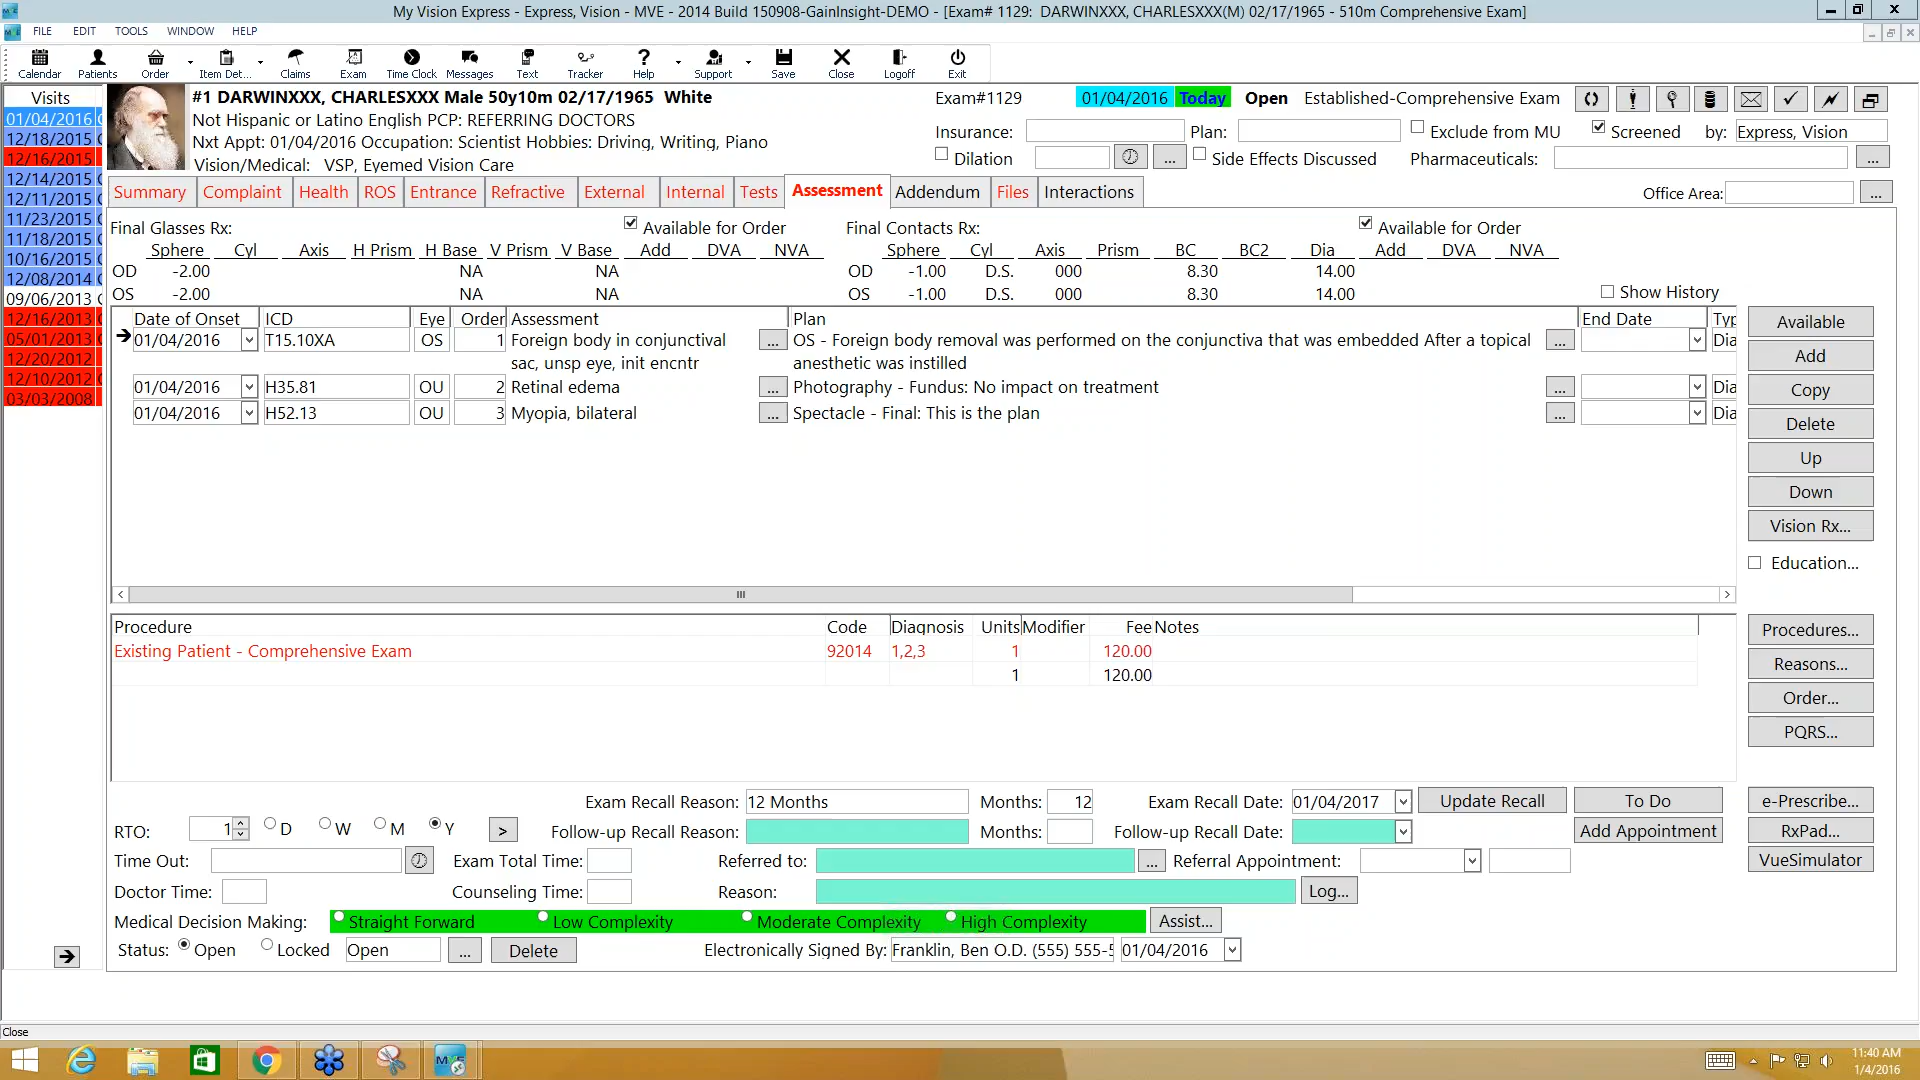 My Vision Express - Express, Vision - MVE - 2014 Build 150908-GainInsight-DEMO - [Exam# 1129: DARWINXXX, CHARLESXXX(M) 02/17/1965 - 510m Comprehensive Exam]
FILE EDIT TOOLS WINDOW HELP
Calendar Patients Order Item Det... Claims Exam Time Clock Messages Text Tracker Help Support Save Close Logoff Exit
Visits
01/04/2016 C
12/18/2015 C
12/16/2015
12/14/2015 C
12/11/2015 C
11/23/2015 C
11/18/2015 C
10/16/2015 C
12/08/2014 C
09/06/2013 C
12/16/2013 C
05/01/2013 C
12/20/2012
12/10/2012 C
03/03/2008
#1 DARWINXXX, CHARLESXXX Male 50y10m 02/17/1965 White
Not Hispanic or Latino English PCP: REFERRING DOCTORS
Nxt Appt: 01/04/2016 Occupation: Scientist Hobbies: Driving, Writing, Piano
Vision/Medical: VSP, Eyemed Vision Care
Exam#1129 01/04/2016 Today Open Established-Comprehensive Exam
Insurance: Plan: Exclude from MU Screened by: Express, Vision
Dilation ... Side Effects Discussed Pharmaceuticals: ...
Summary Complaint Health ROS Entrance Refractive External Internal Tests Assessment Addendum Files Interactions
Office Area: ...
Final Glasses Rx: Available for Order Final Contacts Rx: Available for Order
Sphere Cyl Axis H Prism H Base V Prism V Base Add DVA NVA Sphere Cyl Axis Prism BC BC2 Dia Add DVA NVA
OD -2.00 NA NA OD -1.00 D.S. 000 8.30 14.00
OS -2.00 NA NA OS -1.00 D.S. 000 8.30 14.00
Show History
Date of Onset ICD Eye Order Assessment Plan End Date Typ
01/04/2016 T15.10XA OS 1 Foreign body in conjunctival ... OS - Foreign body removal was performed on the conjunctiva that was embedded After a topical ... Dia
sac, unsp eye, init encntr anesthetic was instilled
01/04/2016 H35.81 OU 2 Retinal edema ... Photography - Fundus: No impact on treatment ... Dia
01/04/2016 H52.13 OU 3 Myopia, bilateral ... Spectacle - Final: This is the plan ... Dia
Available
Add
Copy
Delete
Up
Down
Vision Rx...
Education...
Procedure Code Diagnosis Units Modifier Fee Notes
Existing Patient - Comprehensive Exam 92014 1,2,3 1 120.00
1 120.00
Procedures...
Reasons...
Order...
PQRS...
Exam Recall Reason: 12 Months Months: 12 Exam Recall Date: 01/04/2017 Update Recall To Do e-Prescribe...
RTO: 1 D W M Y > Follow-up Recall Reason: Months: Follow-up Recall Date: Add Appointment RxPad...
Time Out: Exam Total Time: Referred to: ... Referral Appointment: VueSimulator
Doctor Time: Counseling Time: Reason: Log...
Medical Decision Making: Straight Forward Low Complexity Moderate Complexity High Complexity Assist...
Status: Open Locked Open ... Delete Electronically Signed By: Franklin, Ben O.D. (555) 555-5 01/04/2016
Close
11:40 AM
1/4/2016